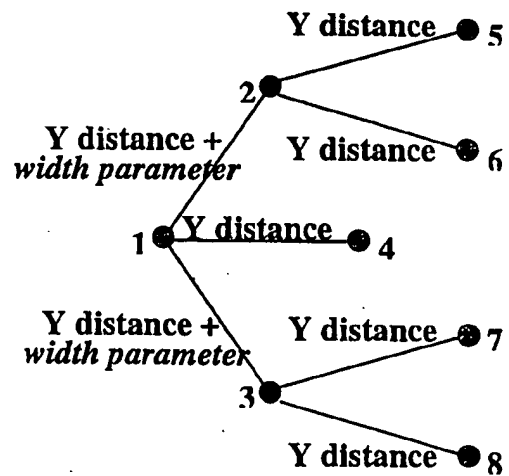 Y distance
5
2
Y distance +
width parameter
Y distance
6
1
Y distance
4
Y distance +
width parameter
Y distance
7
3
Y distance
8